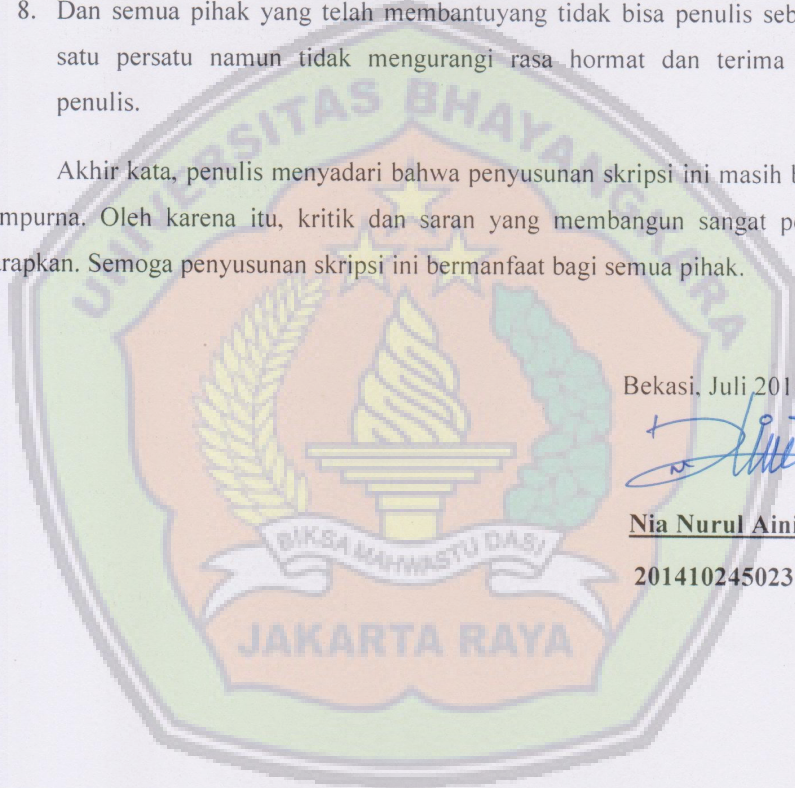 8. Dan semua pihak yang telah membantuyang tidak bisa penulis seb
satu persatu namun tidak mengurangi rasa hormat dan terima
penulis.
Akhir kata, penulis menyadari bahwa penyusunan skripsi ini masih b
mpurna. Oleh karena itu, kritik dan saran yang membangun sangat pe
rapkan. Semoga penyusunan skripsi ini bermanfaat bagi semua pihak.
UNIVERSITAS BHAYANGKARA
Bekasi, Juli 201
Nia Nurul Aini
201410245023
BIKSA MAHWASTU DASI
JAKARTA RAYA